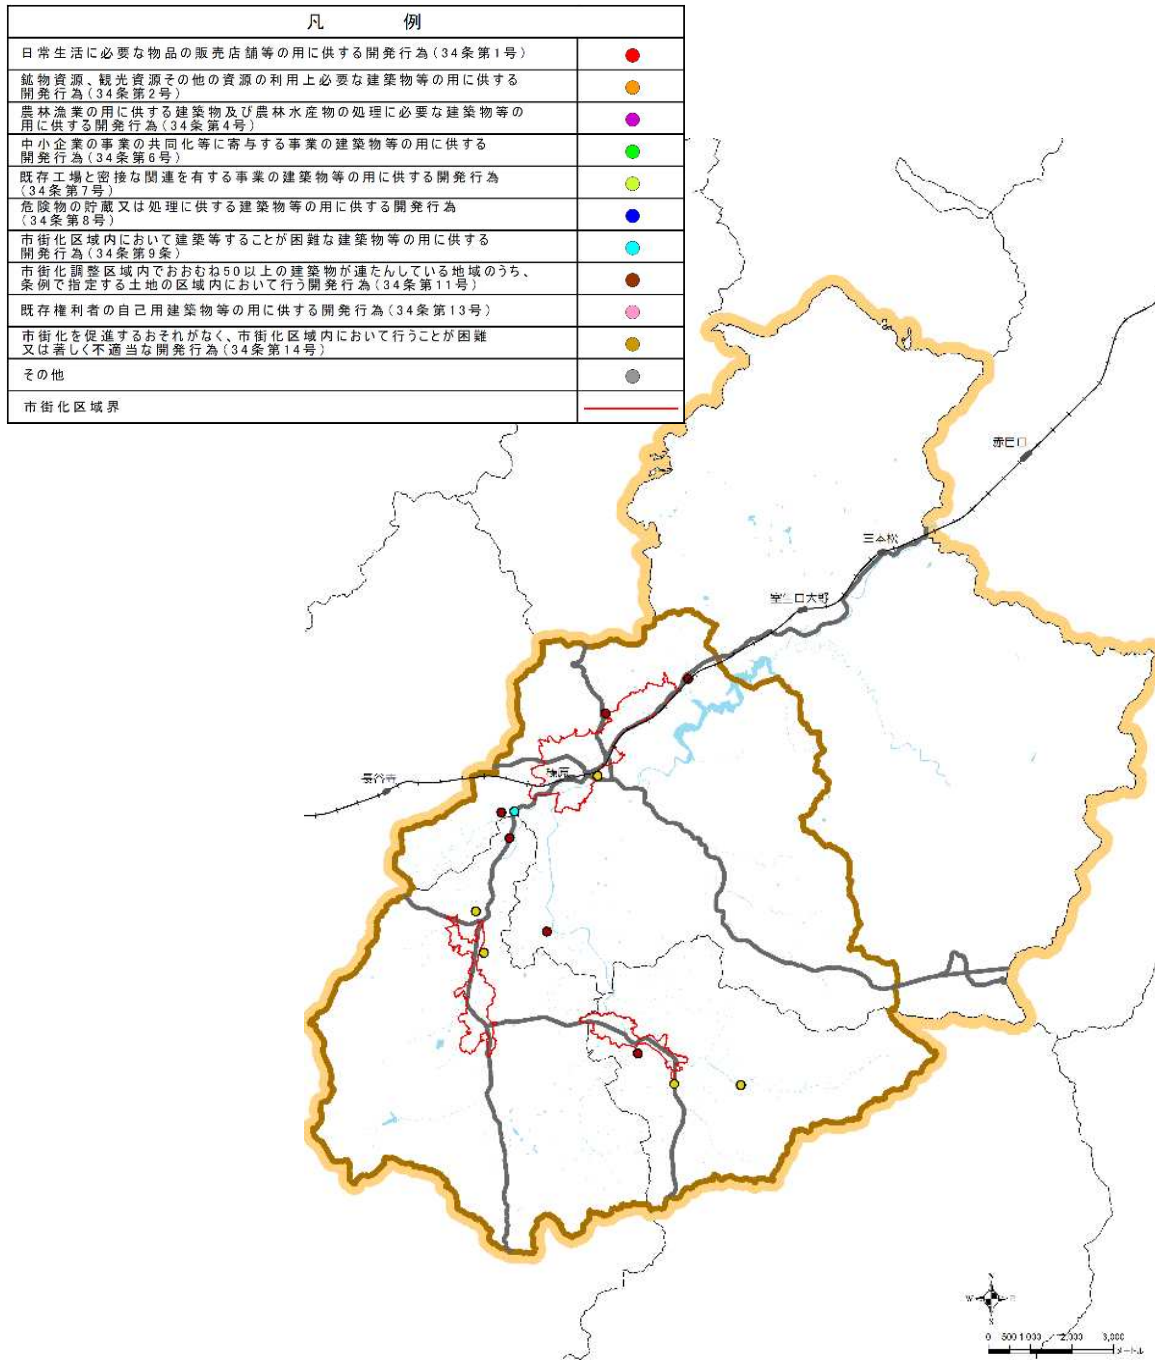 凡 例
日常生活に必要な物品の販売店舗等の用に供する開発行為(34条第1号)
鉱物資源、観光資源その他の資源の利用上必要な建築物等の用に供する
開発行為(34条第2号)
農林漁業の用に供する建築物及び農林水産物の処理に必要な建築物等の
用に供する開発行為(34条第4号)
中小企業の事業の共同化等に寄与する事業の建築物等の用に供する
開発行為(34条第6号)
既存工場と密接な関連を有する事業の建築物等の用に供する開発行為
(34条第7号)
危険物の貯蔵又は処理に供する建築物等の用に供する開発行為
(34条第8号)
市街化区域内において建築等することが困難な建築物等の用に供する
開発行為(34条第9条)
市街化調整区域内でおおむね50以上の建築物が連たんしている地域のうち、
条例で指定する土地の区域内において行う開発行為(34条第11号)
既存権利者の自己用建築物等の用に供する開発行為(34条第13号)
市街化を促進するおそれがなく、市街化区域内において行うことが困難
又は著しく不適当な開発行為(34条第14号)
その他
市街化区域界
赤目口
三本松
室生口大野
榛原
長谷寺
N
W E
S
0 500 1,000 2,000 3,000
メートル